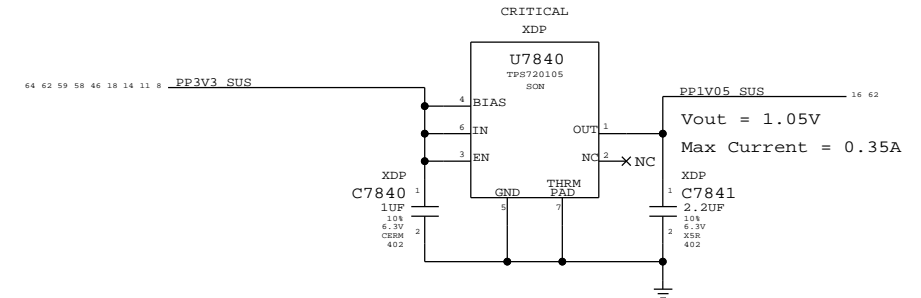 CRITICAL
XDP
U7840
TPS720105
SON
64 62 59 58 46 18 14 11 8 PP3V3_SUS
PP1V05_SUS 16 62
4 BIAS
6 IN
OUT 1
3 EN
NC 2 NC
Vout = 1.05V
Max Current = 0.35A
THRM
GND PAD
5 7
XDP
C7840 1
1UF
10%
6.3V
CERM
402
2
XDP
1 C7841
2.2UF
10%
6.3V
X5R
402
2